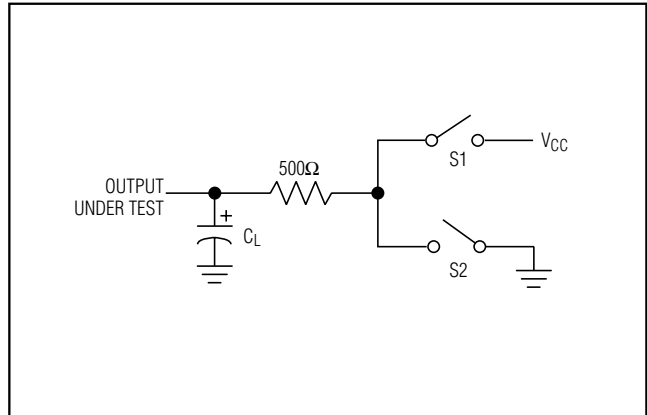 OUTPUT
UNDER TEST
500Ω
+
C_L
S1
V_CC
S2